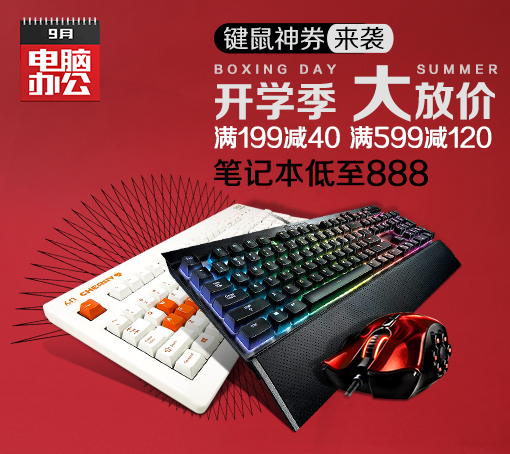 9月
电脑
办公
键鼠神券 来袭
BOXING DAY SUMMER
开学季 大放价
满199减40 满599减120
笔记本低至888
CHERRY